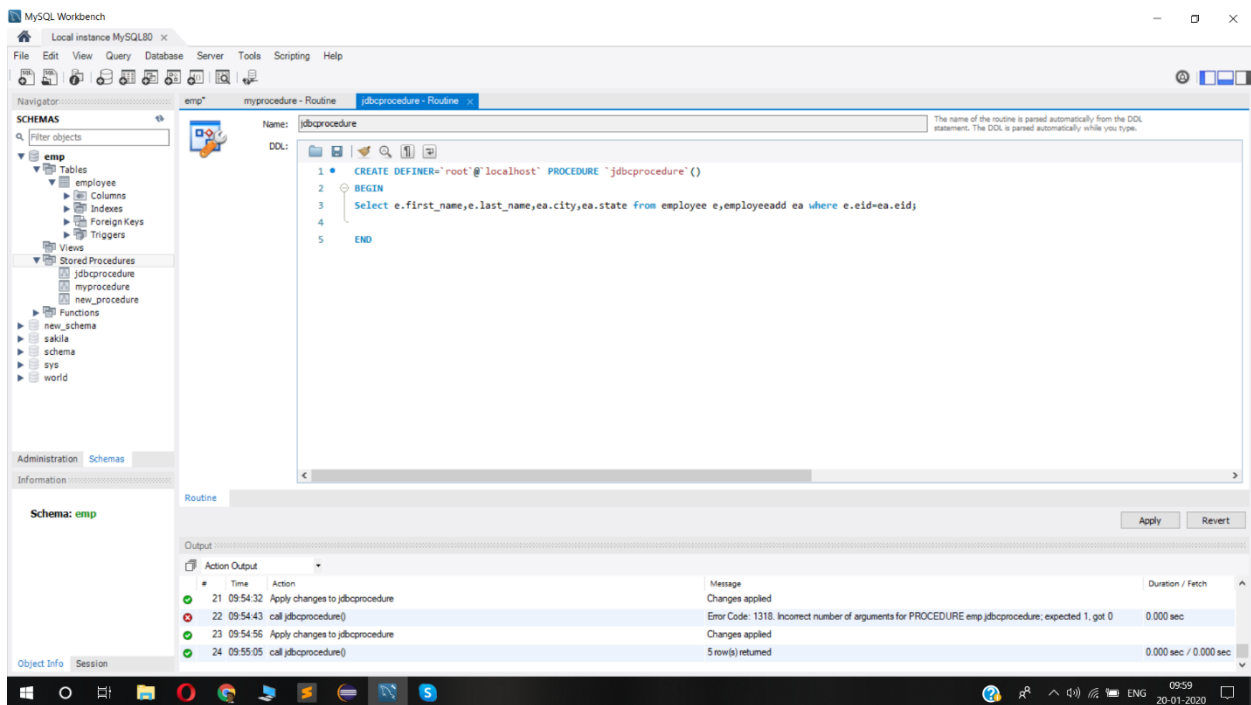 MySQL Workbench
Local instance MySQL80
File Edit View Query Database Server Tools Scripting Help
Navigator
SCHEMAS
Filter objects
emp
Tables
employee
Columns
Indexes
Foreign Keys
Triggers
Views
Stored Procedures
jdbcprocedure
myprocedure
new_procedure
Functions
new_schema
sakila
schema
sys
world
Administration Schemas
Information
Schema: emp
Object Info Session
emp* myprocedure - Routine jdbcprocedure - Routine
Name: jdbcprocedure
The name of the routine is parsed automatically from the DDL
statement. The DDL is parsed automatically while you type.
DDL:
1 CREATE DEFINER=`root`@`localhost` PROCEDURE `jdbcprocedure`()
2 BEGIN
3 Select e.first_name,e.last_name,ea.city,ea.state from employee e,employeeadd ea where e.eid=ea.eid;
4
5 END
Routine
Apply Revert
Output
Action Output
# Time Action Message Duration / Fetch
21 09:54:32 Apply changes to jdbcprocedure Changes applied
22 09:54:43 call jdbcprocedure() Error Code: 1318. Incorrect number of arguments for PROCEDURE emp.jdbcprocedure; expected 1, got 0 0.000 sec
23 09:54:56 Apply changes to jdbcprocedure Changes applied
24 09:55:05 call jdbcprocedure() 5 row(s) returned 0.000 sec / 0.000 sec
ENG
09:59
20-01-2020